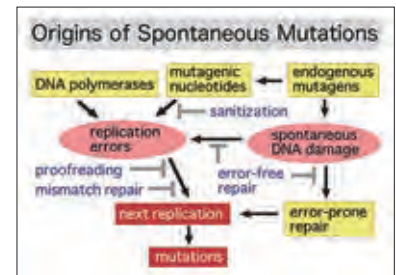 Origins of Spontaneous Mutations
DNA polymerases
mutagenic
nucleotides
endogenous
mutagens
sanitization
replication
errors
spontaneous
DNA damage
proofreading
mismatch repair
error-free
repair
next replication
error-prone
repair
mutations